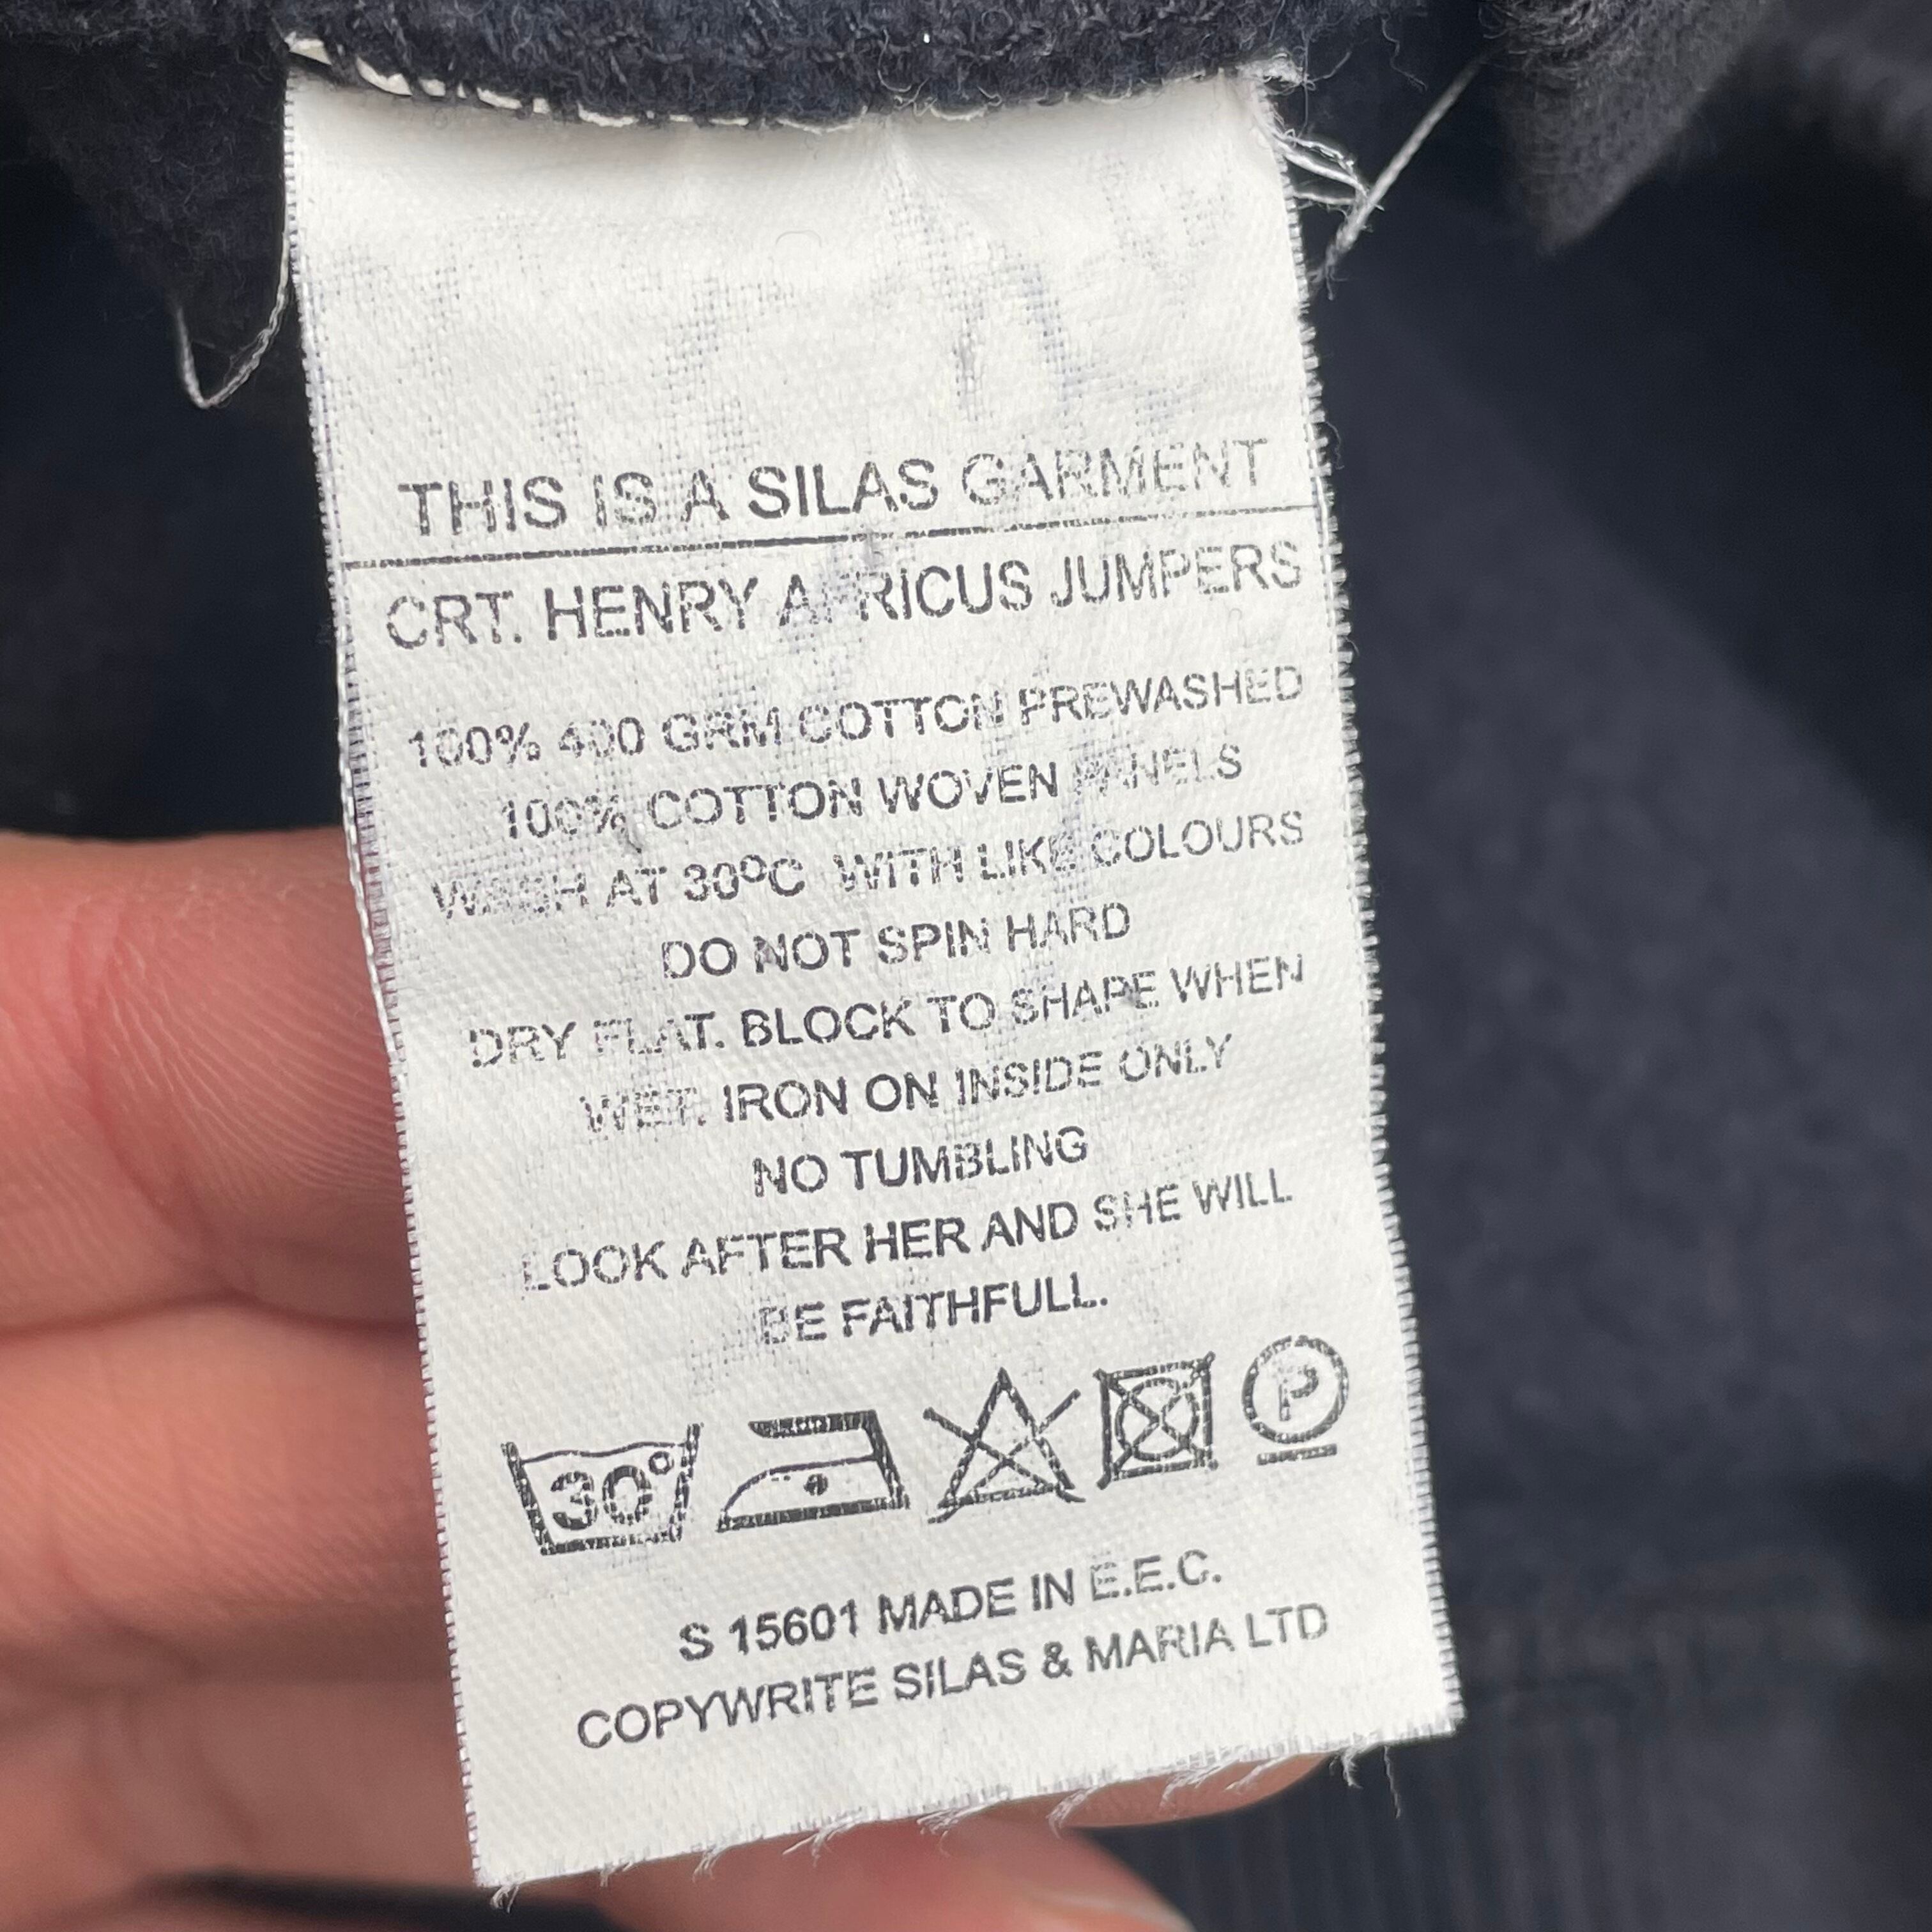 THIS IS A SILAS GARMENT
CRT. HENRY AFRICUS JUMPERS
100% 400 GRM COTTON PREWASHED
100% COTTON WOVEN PANELS
WASH AT 30ºC WITH LIKE COLOURS
DO NOT SPIN HARD
DRY FLAT. BLOCK TO SHAPE WHEN
WET. IRON ON INSIDE ONLY
NO TUMBLING
LOOK AFTER HER AND SHE WILL
BE FAITHFULL.
30° P
S 15601 MADE IN E.E.C.
COPYWRITE SILAS & MARIA LTD